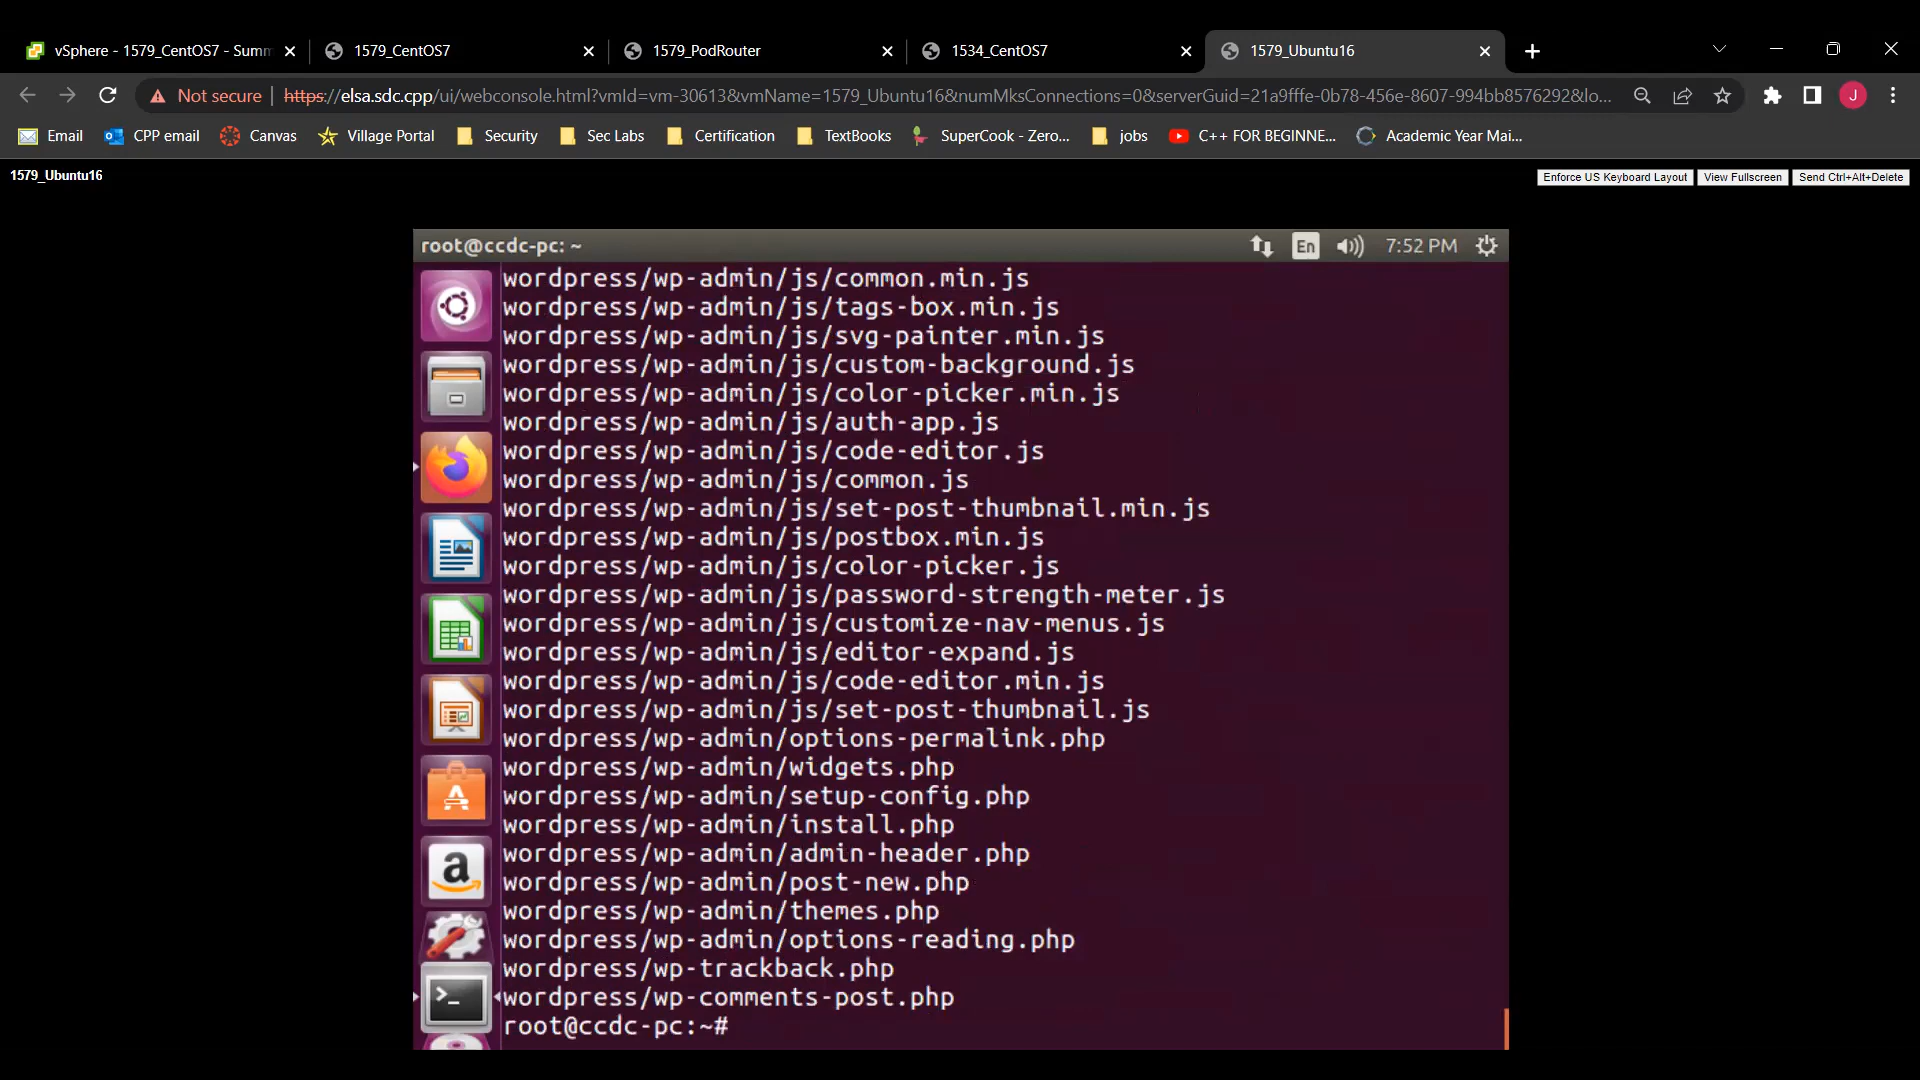 vSphere - 1579_CentOS7 - Summ
1579_CentOS7
1579_PodRouter
1534_CentOS7
1579_Ubuntu16
Not secure
https://elsa.sdc.cpp/ui/webconsole.html?vmId=vm-30613&vmName=1579_Ubuntu16&numMksConnections=0&serverGuid=21a9fffe-0b78-456e-8607-994bb8576292&lo...
J
Email
CPP email
Canvas
Village Portal
Security
Sec Labs
Certification
TextBooks
SuperCook - Zero...
jobs
C++ FOR BEGINNE...
Academic Year Mai...
1579_Ubuntu16
Enforce US Keyboard Layout
View Fullscreen
Send Ctrl+Alt+Delete
root@ccdc-pc: ~
En
7:52 PM
wordpress/wp-admin/js/common.min.js
wordpress/wp-admin/js/tags-box.min.js
wordpress/wp-admin/js/svg-painter.min.js
wordpress/wp-admin/js/custom-background.js
wordpress/wp-admin/js/color-picker.min.js
wordpress/wp-admin/js/auth-app.js
wordpress/wp-admin/js/code-editor.js
wordpress/wp-admin/js/common.js
wordpress/wp-admin/js/set-post-thumbnail.min.js
wordpress/wp-admin/js/postbox.min.js
wordpress/wp-admin/js/color-picker.js
wordpress/wp-admin/js/password-strength-meter.js
wordpress/wp-admin/js/customize-nav-menus.js
wordpress/wp-admin/js/editor-expand.js
wordpress/wp-admin/js/code-editor.min.js
wordpress/wp-admin/js/set-post-thumbnail.js
wordpress/wp-admin/options-permalink.php
wordpress/wp-admin/widgets.php
wordpress/wp-admin/setup-config.php
wordpress/wp-admin/install.php
wordpress/wp-admin/admin-header.php
wordpress/wp-admin/post-new.php
wordpress/wp-admin/themes.php
wordpress/wp-admin/options-reading.php
wordpress/wp-trackback.php
wordpress/wp-comments-post.php
root@ccdc-pc:~#